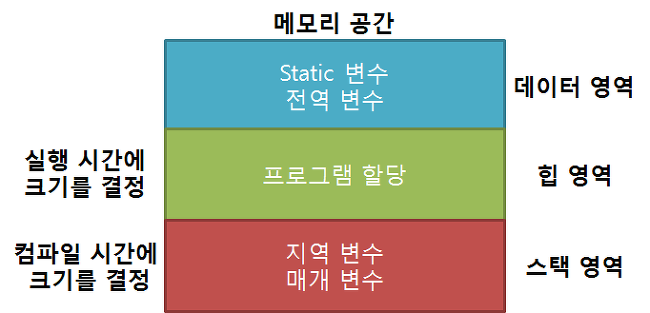 메모리 공간
Static 변수
전역 변수
데이터 영역
실행 시간에
크기를 결정
프로그램 할당
힙 영역
컴파일 시간에
크기를 결정
지역 변수
매개 변수
스택 영역